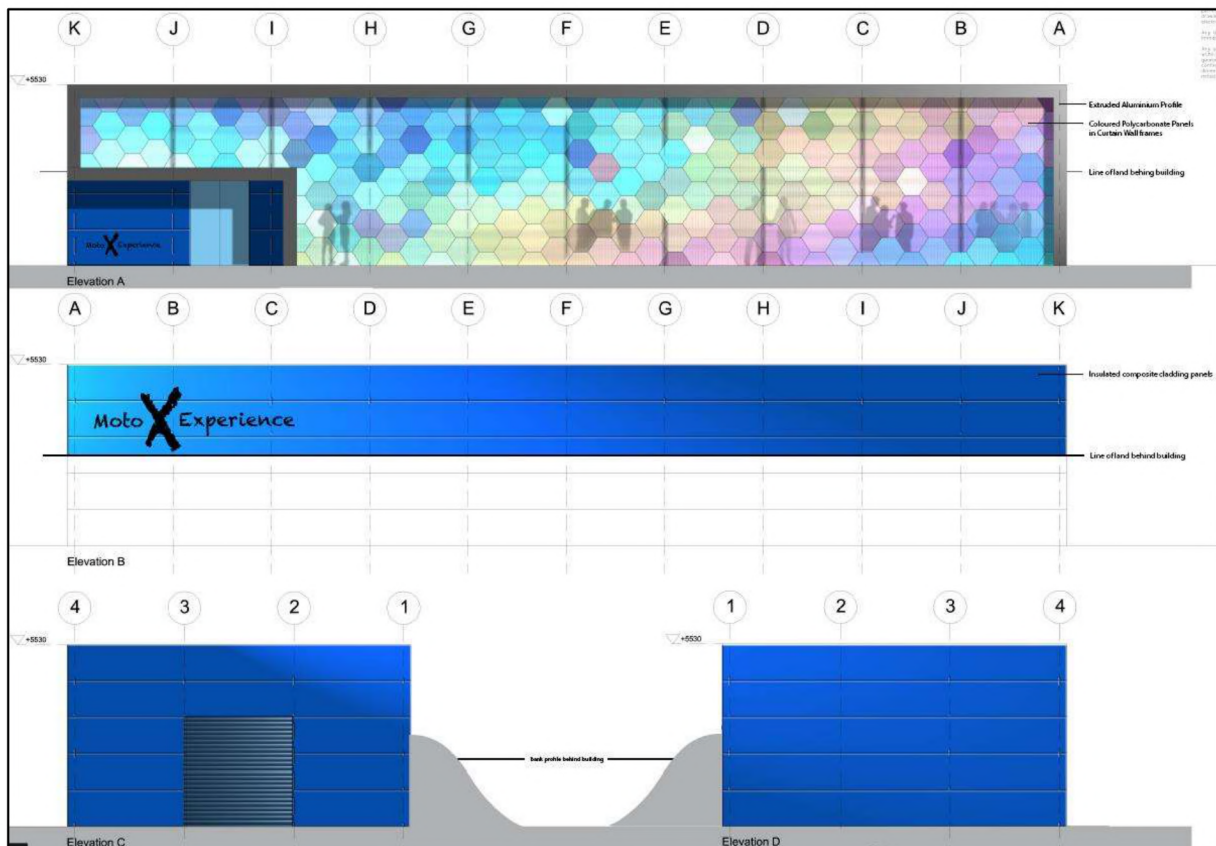 K J I H G F E D C B A
+5530
Extruded Aluminium Profile
Coloured Polycarbonate Panels
in Curtain Wall frames
Line of land behing building
Moto X Experience
Elevation A
A B C D E F G H I J K
+5530
Insulated composite cladding panels
Moto X Experience
Line of land behind building
Elevation B
4 3 2 1 1 2 3 4
+5530 +5530
bank profile behind building
Elevation C Elevation D